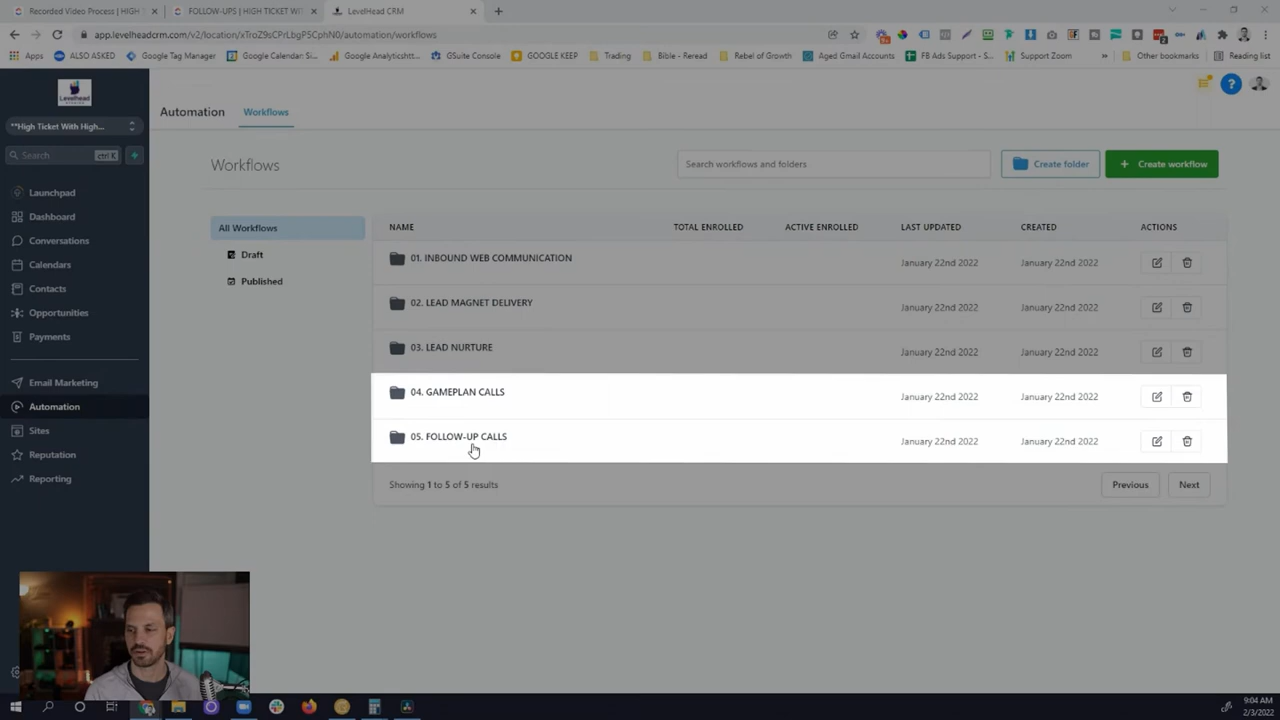 Recorded Video Process | HIGH T
FOLLOW-UPS | HIGH TICKET WIT
LevelHead CRM
app.levelheadcrm.com/v2/location/xTroZ9sCPrLbgP5CphN0/automation/workflows
Apps
ALSO ASKED
Google Tag Manager
Google Calendar Si...
Google Analyticshtt...
GSuite Console
GOOGLE KEEP
Trading
Bible - Reread
Rebel of Growth
Aged Gmail Accounts
FB Ads Support - S...
Support Zoom
Other bookmarks
Reading list
Levelhead
**High Ticket With High...
Search
ctrl K
Launchpad
Dashboard
Conversations
Calendars
Contacts
Opportunities
Payments
Email Marketing
Automation
Sites
Reputation
Reporting
Automation
Workflows
Workflows
Search workflows and folders
Create folder
+ Create workflow
All Workflows
Draft
Published
NAME
TOTAL ENROLLED
ACTIVE ENROLLED
LAST UPDATED
CREATED
ACTIONS
01. INBOUND WEB COMMUNICATION
January 22nd 2022
January 22nd 2022
02. LEAD MAGNET DELIVERY
January 22nd 2022
January 22nd 2022
03. LEAD NURTURE
January 22nd 2022
January 22nd 2022
04. GAMEPLAN CALLS
January 22nd 2022
January 22nd 2022
05. FOLLOW-UP CALLS
January 22nd 2022
January 22nd 2022
Showing 1 to 5 of 5 results
Previous
Next
9:04 AM
2/3/2022